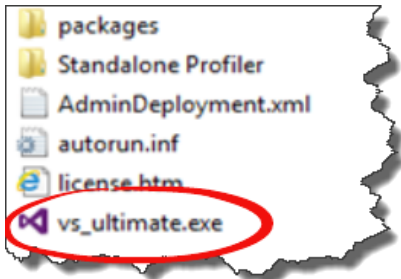 packages
Standalone Profiler
AdminDeployment.xml
autorun.inf
license.htm
vs_ultimate.exe